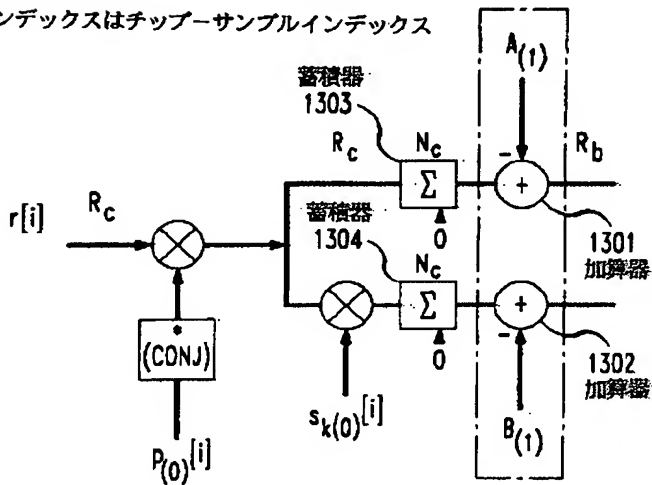 ンデックスはチップーサンプルインデックス
A(1)
蓄積器
1303
Rc
Nc
Σ
0
-
+
Rb
1301
加算器
r[i]
Rc
蓄積器
1304
Nc
Σ
0
-
+
1302
加算器
*
(CONJ)
p(0)[i]
sk(0)[i]
B(1)